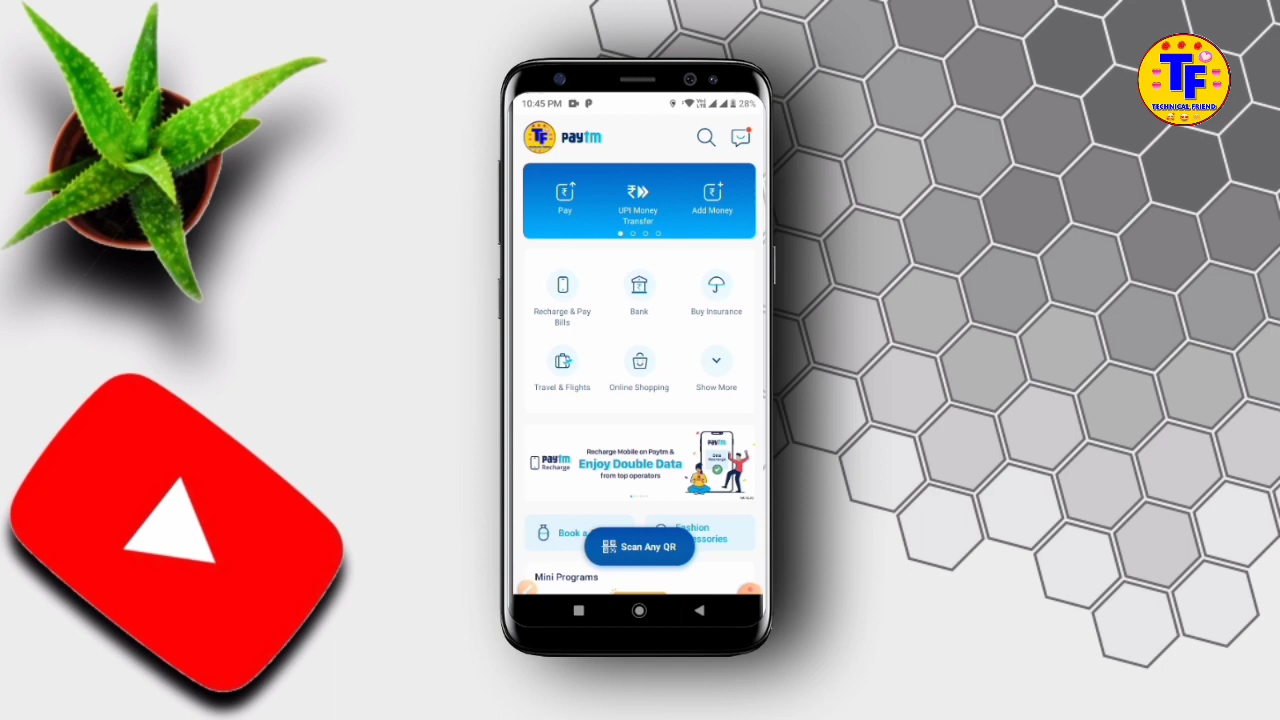 TF
TECHNICAL FRIEND
10:45 PM
28%
TF
paytm
Pay
UPI Money
Transfer
Add Money
Recharge & Pay
Bills
Bank
Buy Insurance
Travel & Flights
Online Shopping
Show More
paytm
Recharge
Recharge Mobile on Paytm &
Enjoy Double Data
from top operators
paytm
Book a
Fashion
Scan Any QR
Mini Programs